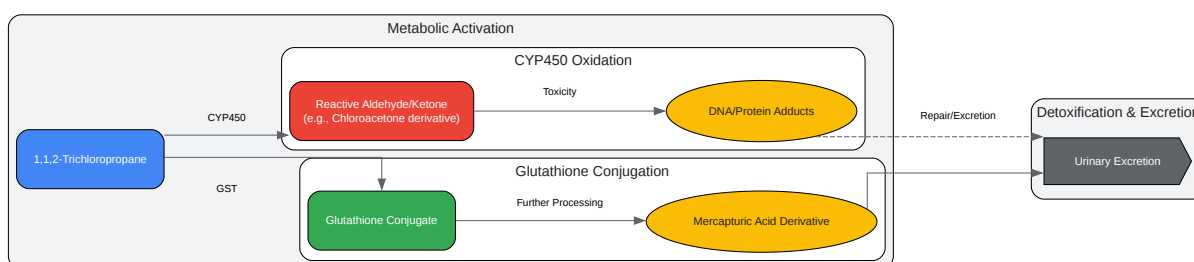 Metabolic Activation
CYP450 Oxidation
Reactive Aldehyde/Ketone
(e.g., Chloroacetone derivative)
Toxicity
DNA/Protein Adducts
CYP450
1,1,2-Trichloropropane
GST
Repair/Excretion
Detoxification & Excretion
Urinary Excretion
Glutathione Conjugation
Glutathione Conjugate
Further Processing
Mercapturic Acid Derivative